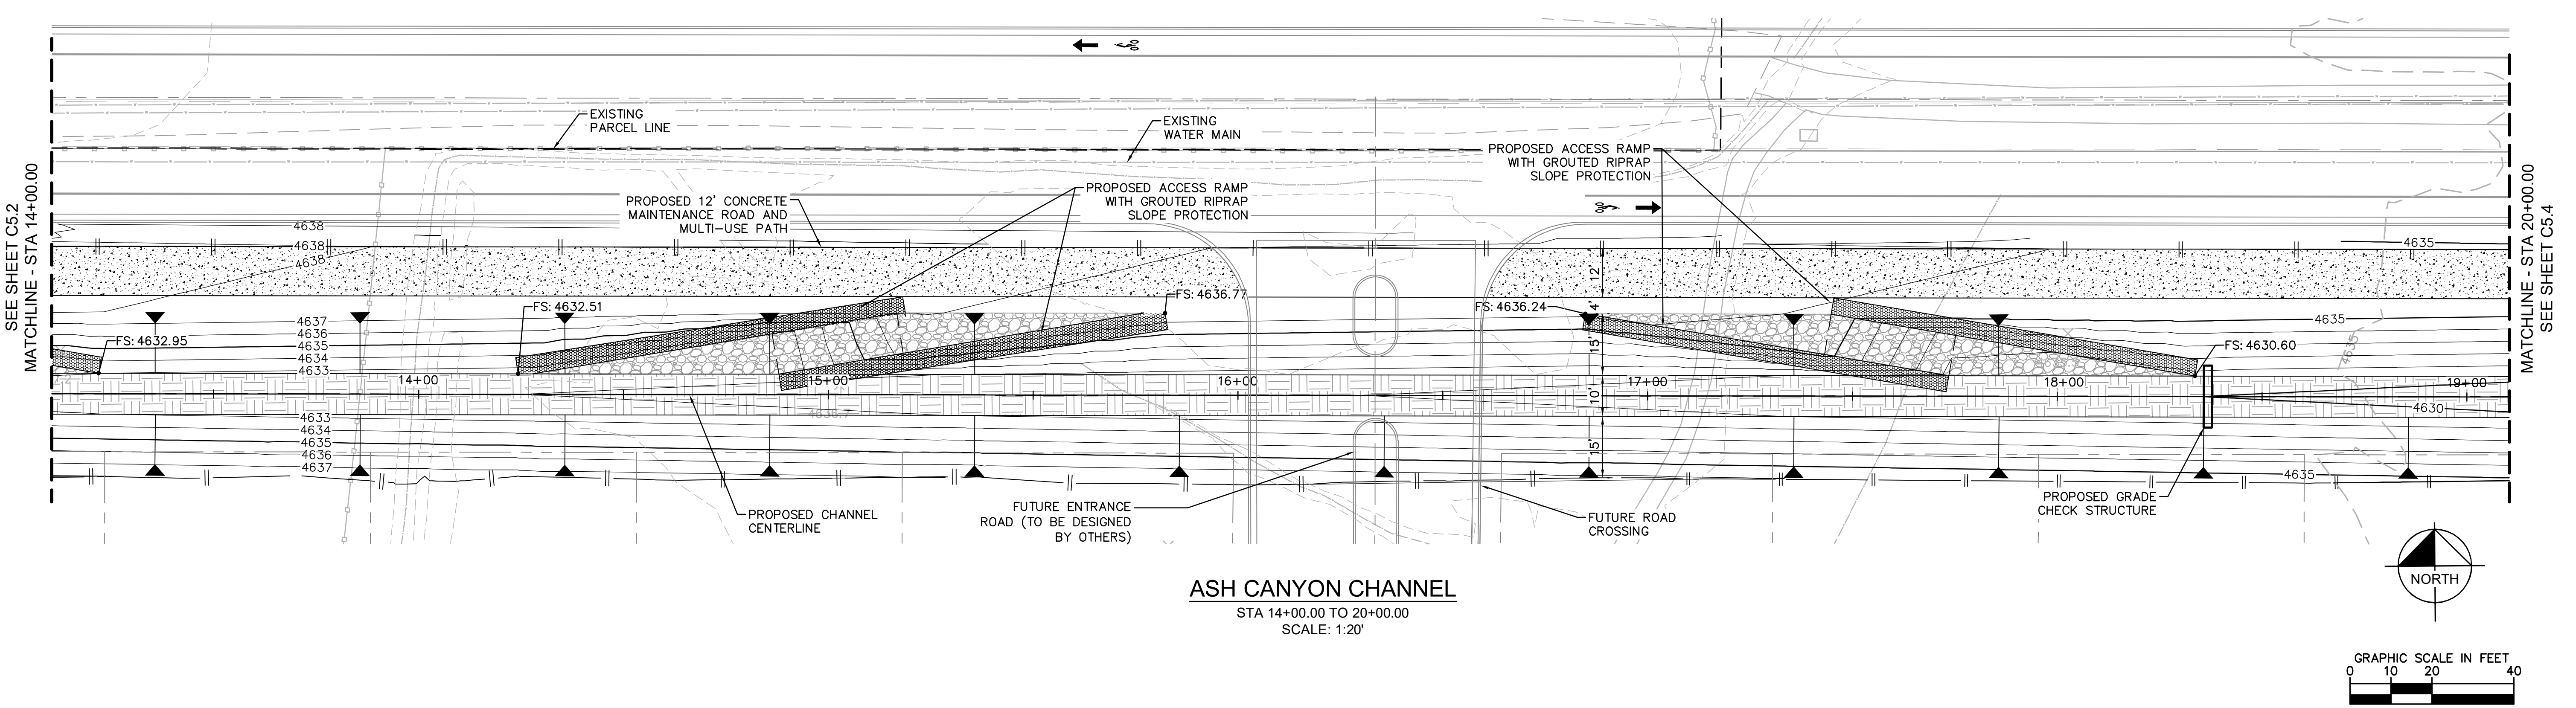 SEE SHEET C5.2
MATCHLINE - STA 14+00.00
EXISTING
PARCEL LINE
EXISTING
WATER MAIN
PROPOSED ACCESS RAMP
WITH GROUTED RIPRAP
SLOPE PROTECTION
PROPOSED ACCESS RAMP
WITH GROUTED RIPRAP
SLOPE PROTECTION
PROPOSED 12' CONCRETE
MAINTENANCE ROAD AND
MULTI-USE PATH
4638
4638
4638
4635
12'
4'
15'
10'
15'
FS: 4632.51
FS: 4636.77
FS: 4636.24
FS: 4632.95
FS: 4630.60
4637
4636
4635
4634
4633
4635
4635
14+00
15+00
16+00
17+00
18+00
19+00
4636.7
4630
4633
4634
4635
4636
4637
4635
PROPOSED CHANNEL
CENTERLINE
FUTURE ENTRANCE
ROAD (TO BE DESIGNED
BY OTHERS)
FUTURE ROAD
CROSSING
PROPOSED GRADE
CHECK STRUCTURE
MATCHLINE - STA 20+00.00
SEE SHEET C5.4
ASH CANYON CHANNEL
STA 14+00.00 TO 20+00.00
SCALE: 1:20'
NORTH
GRAPHIC SCALE IN FEET
0 10 20 40